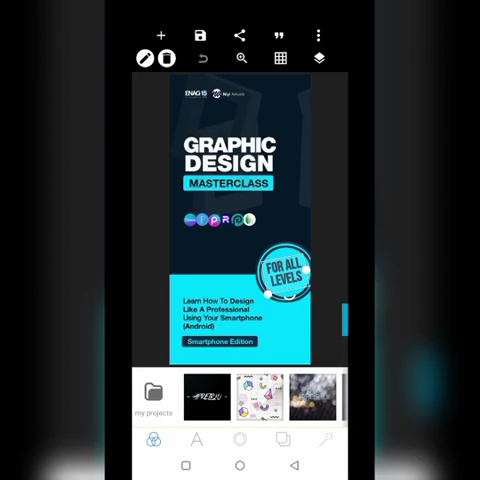 ENAG15
GRAPHIC
DESIGN
MASTERCLASS
FOR ALL
LEVELS
Learn How To Design
Like A Professional
Using Your Smartphone
(Android)
Smartphone Edition
my projects